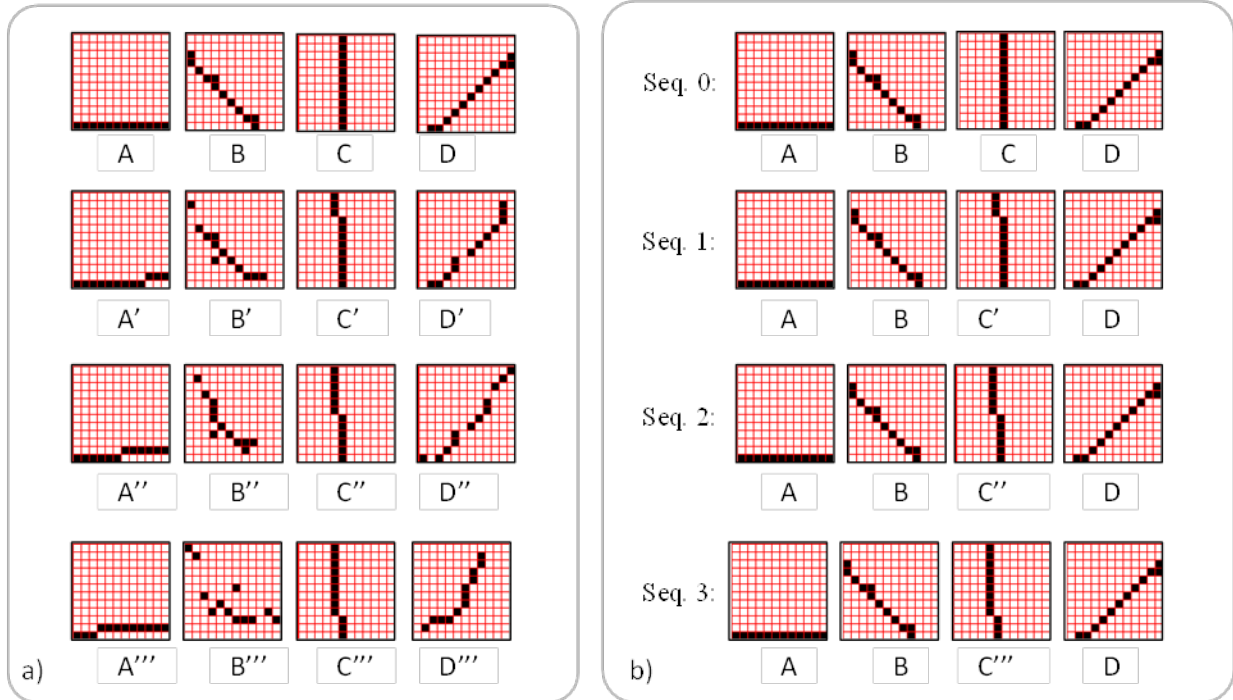 A B C D
A' B' C' D'
A'' B'' C'' D''
A''' B''' C''' D'''
a)
Seq. 0:
A B C D
Seq. 1:
A B C' D
Seq. 2:
A B C'' D
Seq. 3:
A B C''' D
b)